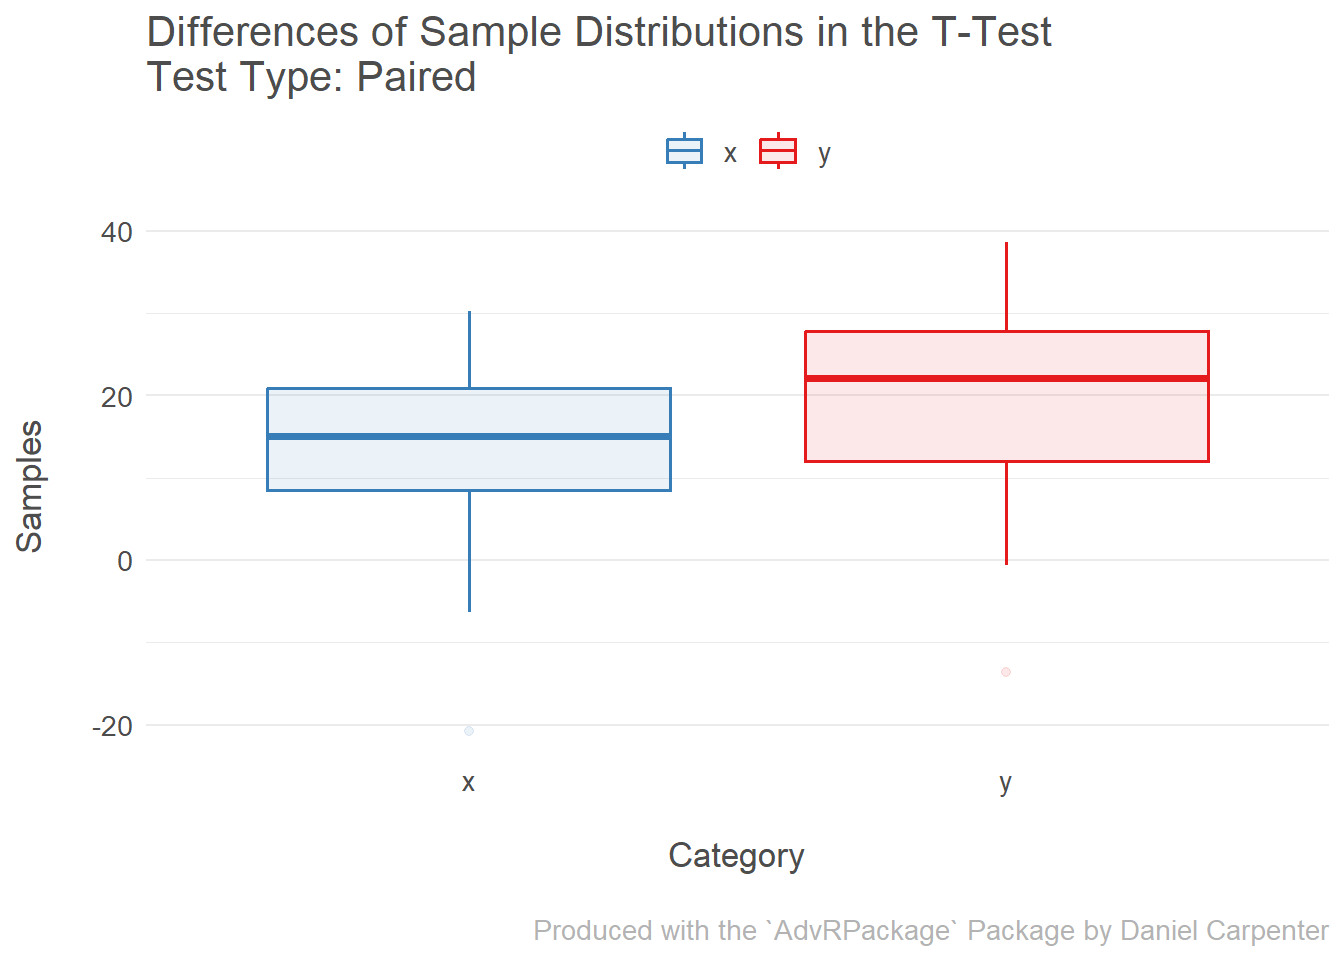 Differences of Sample Distributions in the T-Test
Test Type: Paired
x y
40
20
0
-20
Samples
x y
Category
Produced with the `AdvRPackage` Package by Daniel Carpenter